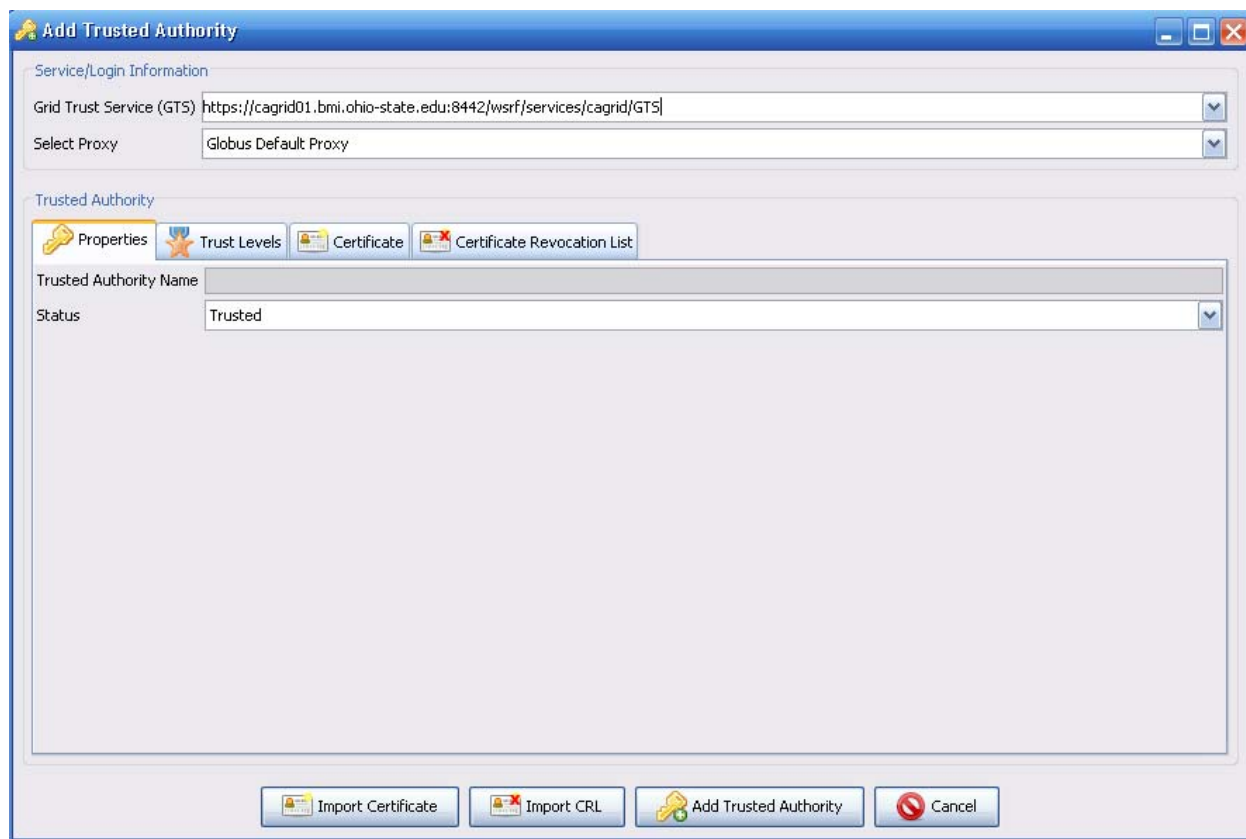 Add Trusted Authority
Service/Login Information
Grid Trust Service (GTS) https://cagrid01.bmi.ohio-state.edu:8442/wsrf/services/cagrid/GTS
Select Proxy Globus Default Proxy
Trusted Authority
Properties Trust Levels Certificate Certificate Revocation List
Trusted Authority Name
Status Trusted
Import Certificate Import CRL Add Trusted Authority Cancel